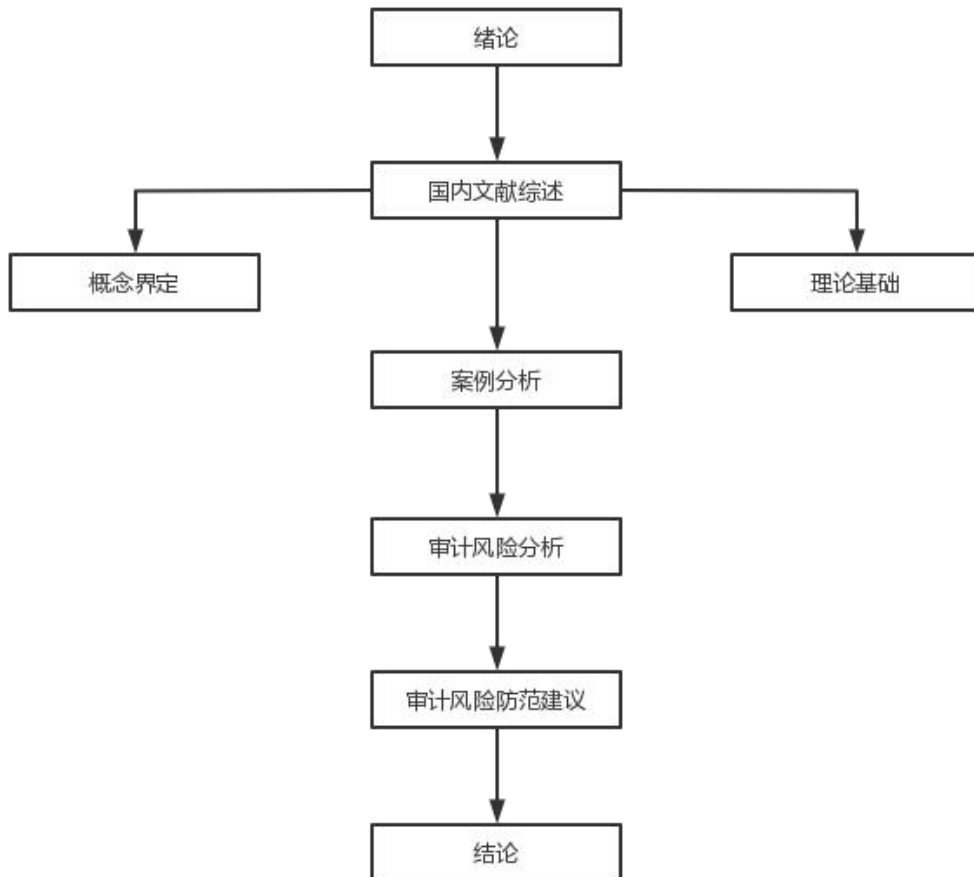 绪论
国内文献综述
概念界定
理论基础
案例分析
审计风险分析
审计风险防范建议
结论